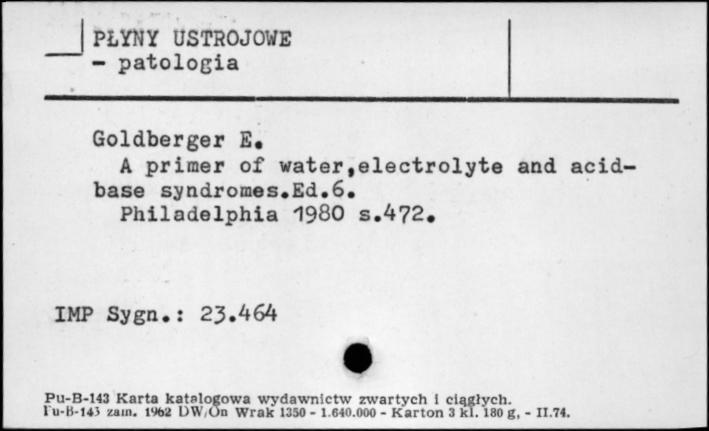 PŁYNY USTROJOWE
- patologia
Goldberger E.
A primer of water,electrolyte and acid-
base syndromes.Ed.6.
Philadelphia 1980 s.472.
IMP Sygn.: 23.464
Pu-B-143 Karta katalogowa wydawnictw zwartych i ciągłych.
Pu-B-143 zam. 1962 DW/On Wrak 1350 - 1.640.000 - Karton 3 kl. 180 g, - II.74.